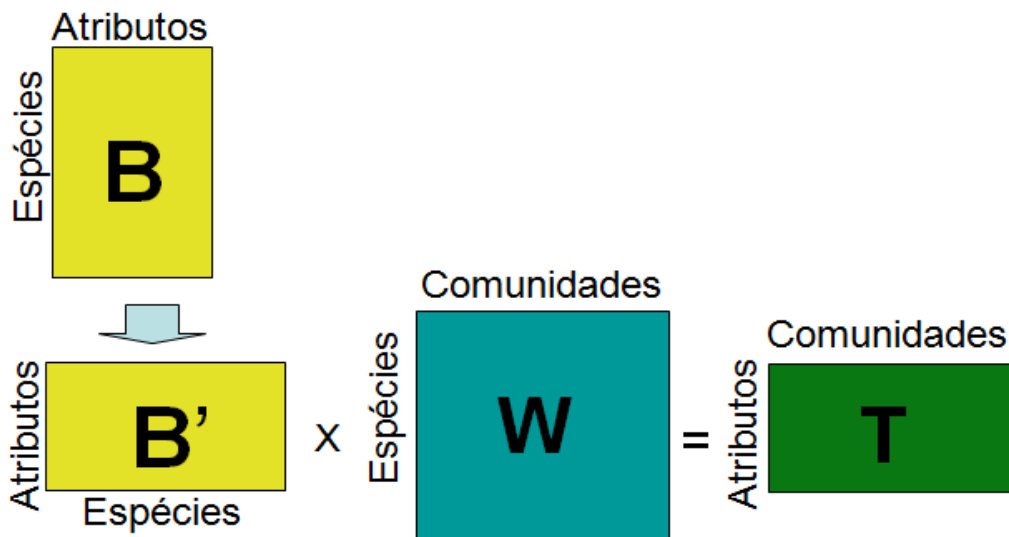 Atributos
Espécies
B
Comunidades
Comunidades
Atributos
B’
Espécies
X
Espécies
W
=
Atributos
T